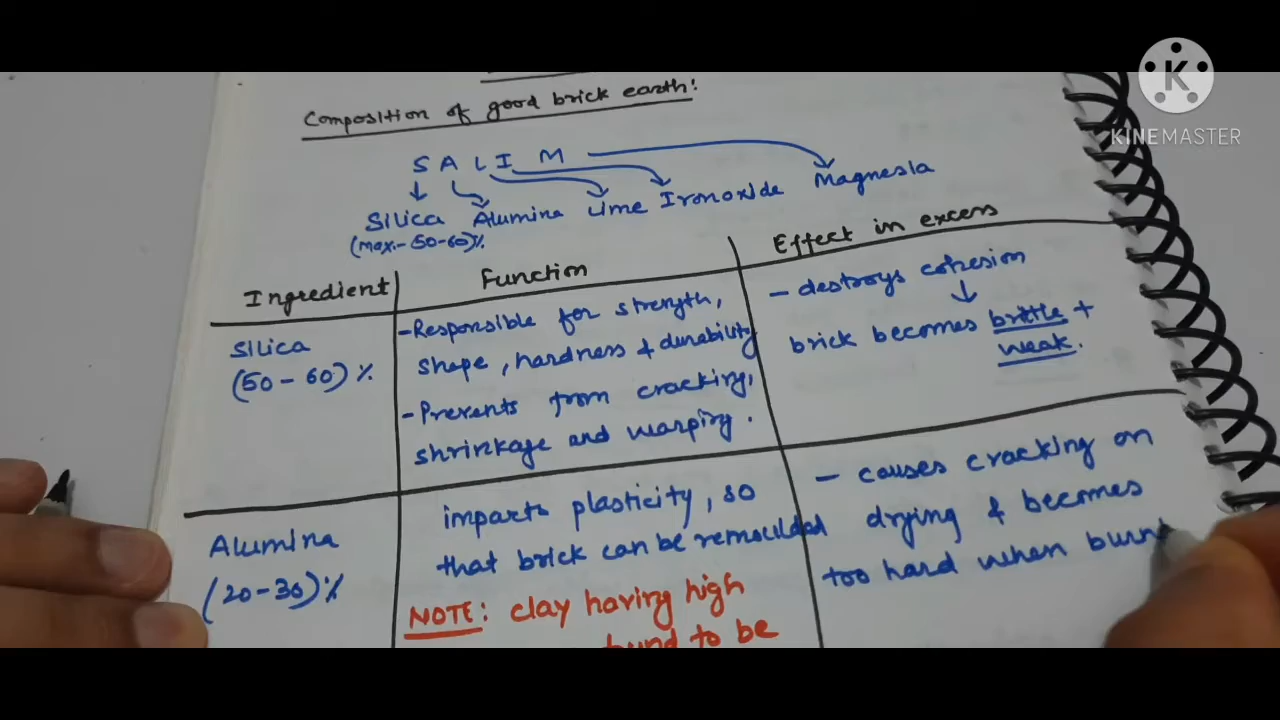 Composition of good brick earth:
S A L I M
Silica Alumina Lime Ironoxide Magnesia
(max.-50-60)%
Ingredient Function Effect in excess
Silica
(50-60)%
-Responsible for strength,
shape, hardness & durability
-Prevents from cracking,
shrinkage and warping.
- destroys cohesion
brick becomes brittle +
weak.
Alumina
(20-30)%
imparts plasticity, so
that brick can be remoulded
NOTE: clay having high
to be
- causes cracking on
drying & becomes
too hard when burnt
K
KINEMASTER